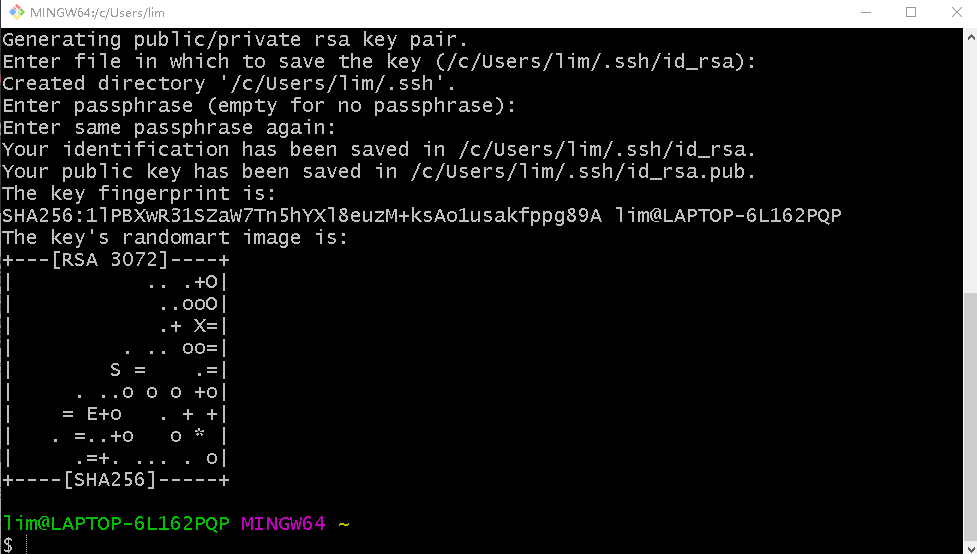 MINGW64:/c/Users/lim
Generating public/private rsa key pair.
Enter file in which to save the key (/c/Users/lim/.ssh/id_rsa):
Created directory '/c/Users/lim/.ssh'.
Enter passphrase (empty for no passphrase):
Enter same passphrase again:
Your identification has been saved in /c/Users/lim/.ssh/id_rsa.
Your public key has been saved in /c/Users/lim/.ssh/id_rsa.pub.
The key fingerprint is:
SHA256:1lPBXwR31SZaW7Tn5hYXl8euzM+ksAo1usakfppg89A lim@LAPTOP-6L162PQP
The key's randomart image is:
+---[RSA 3072]----+
|           .. .+O|
|            ..ooO|
|            .+ X=|
|         . .. oo=|
|        S =    .=|
|     . ..o o o +o|
|    = E+o   . + +|
|   . =..+o   o * |
|     .=+. ... . o|
+----[SHA256]-----+
lim@LAPTOP-6L162PQP MINGW64 ~
$